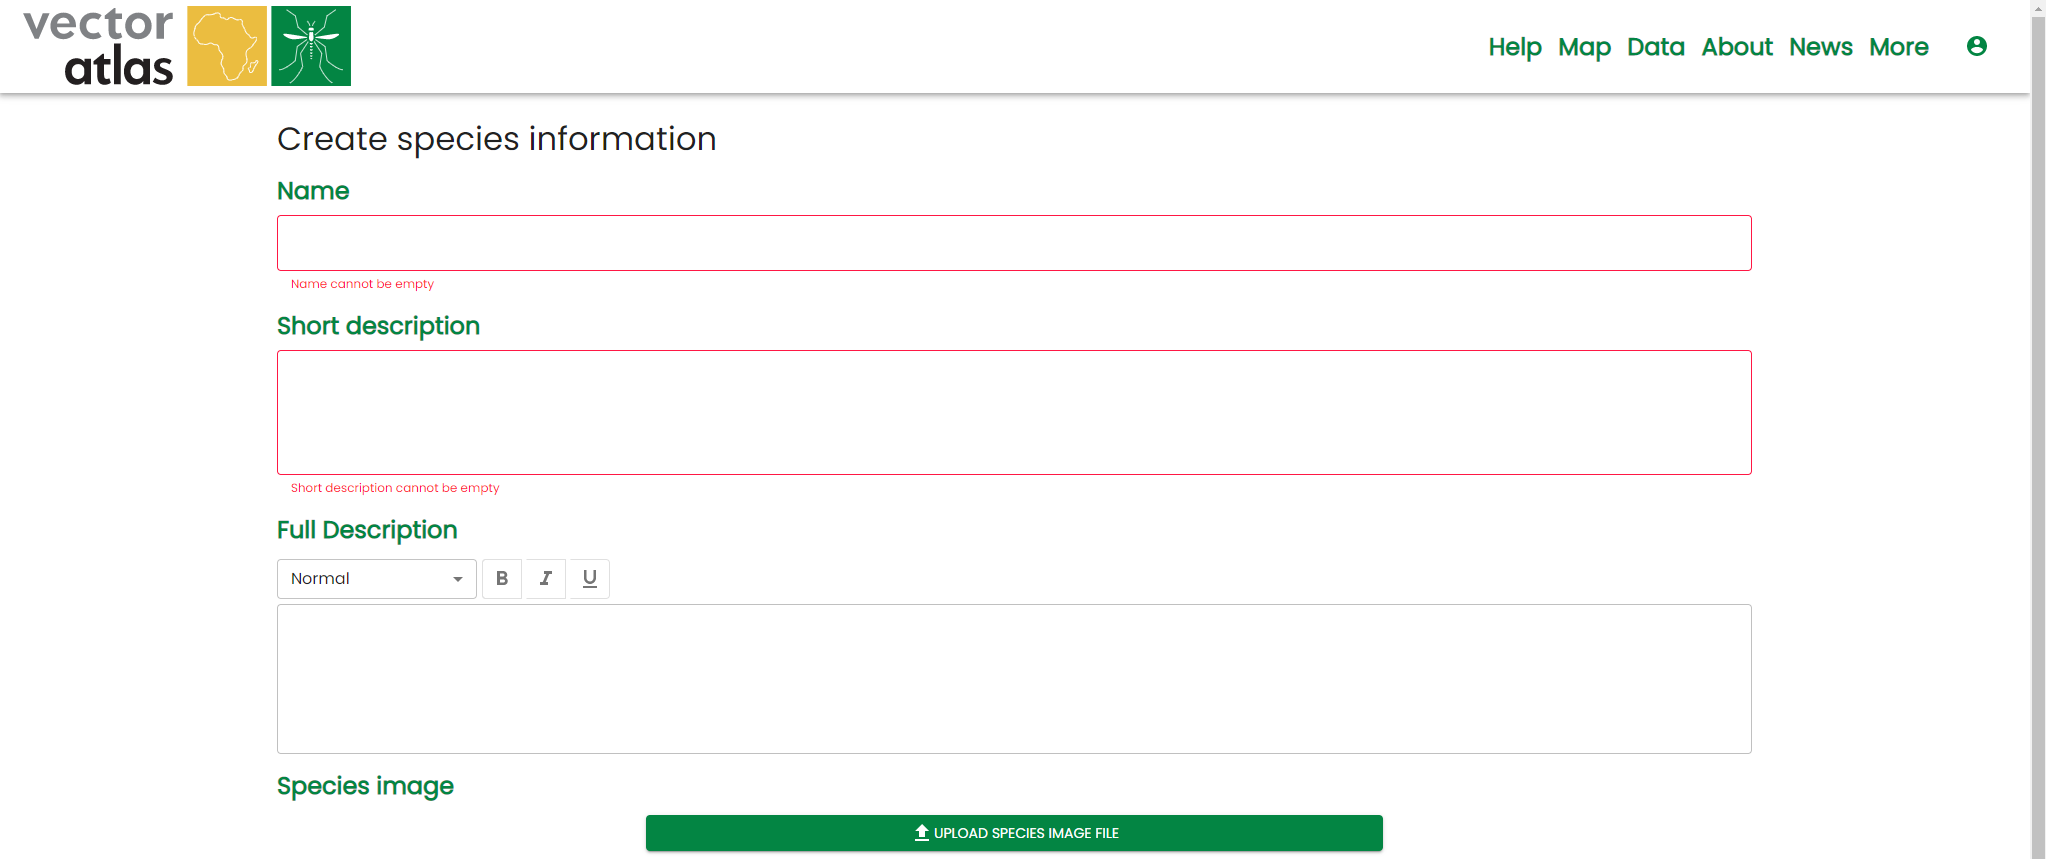 vector
atlas
Help Map Data About News More
Create species information
Name
Name cannot be empty
Short description
Short description cannot be empty
Full Description
Normal B I U
Species image
UPLOAD SPECIES IMAGE FILE